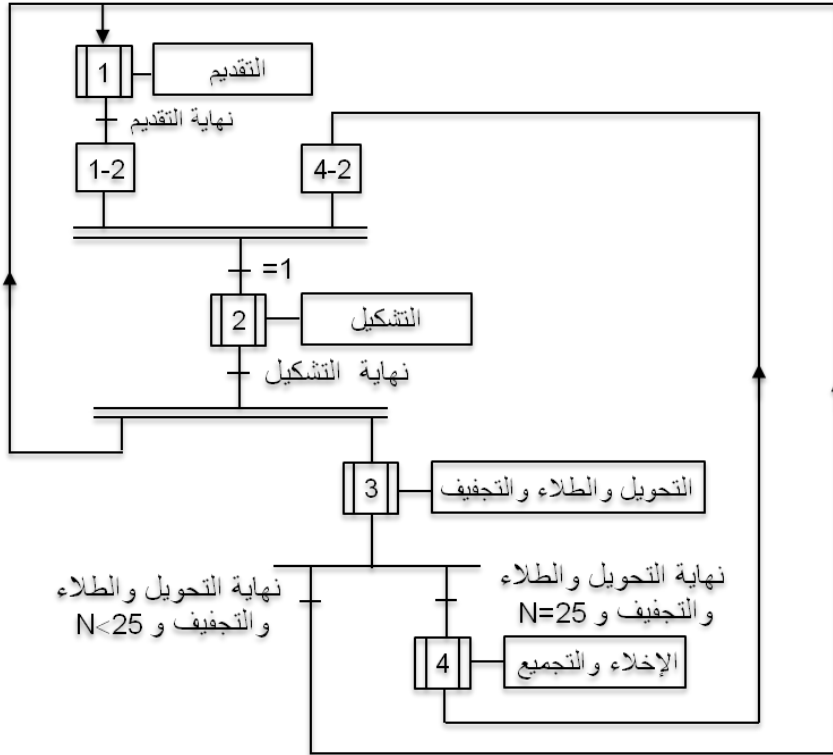 1
التقديم
نهاية التقديم
1-2
4-2
=1
2
التشكيل
نهاية التشكيل
3
التحويل والطلاء والتجفيف
نهاية التحويل والطلاء
والتجفيف و N<25
نهاية التحويل والطلاء
والتجفيف و N=25
4
الإخلاء والتجميع